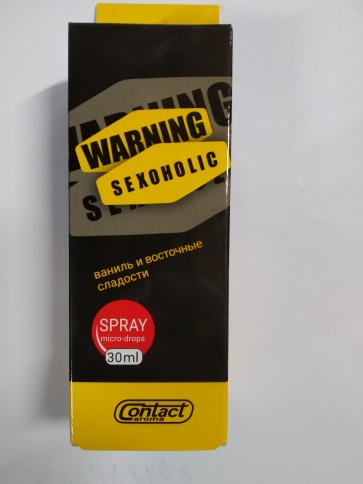 WARNING
SEXOHOLIC
ваниль и восточные
сладости
SPRAY
micro-drops
30ml
Contact
aroma